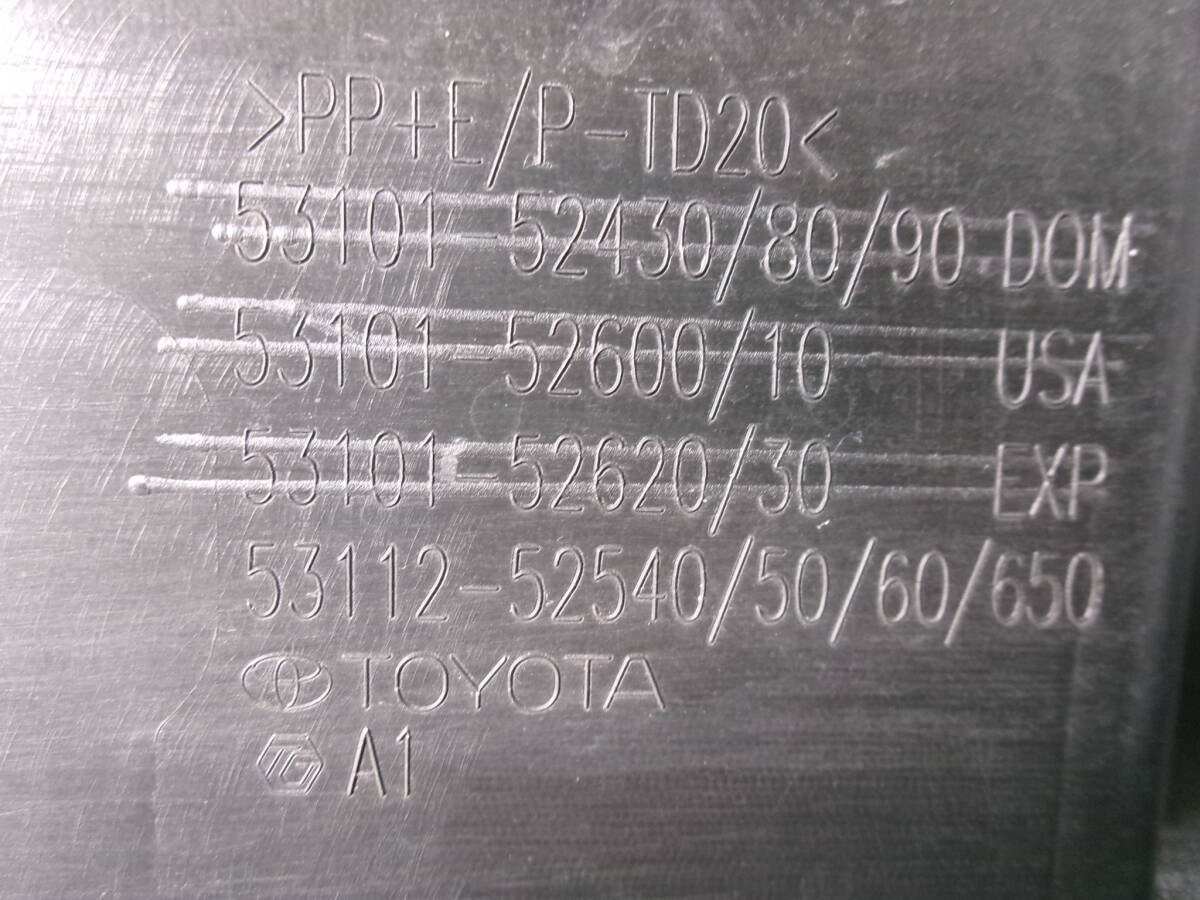 >PP+E/P-TD20<
53101-52430/80/90 DOM
53101-52600/10 USA
53101-52620/30 EXP
53112-52540/50/60/650
TOYOTA
TG A1